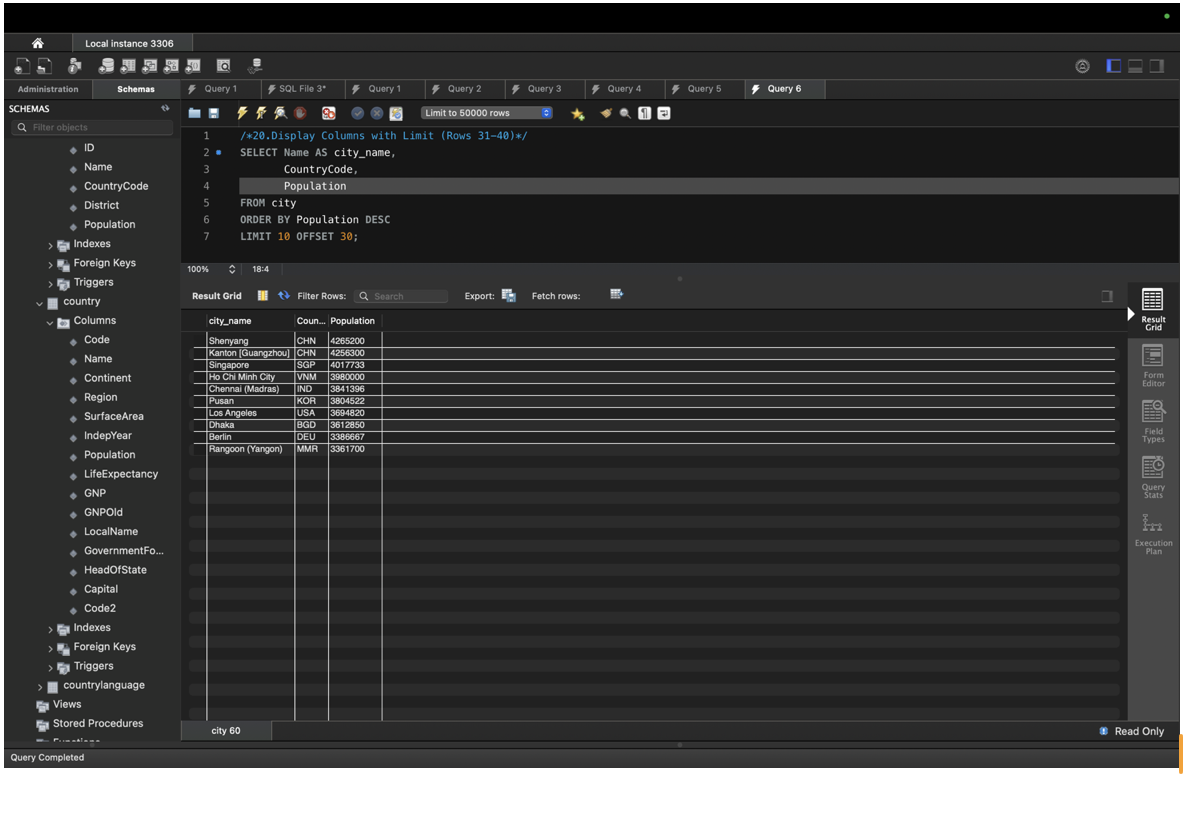 Local instance 3306
Administration
Schemas
Query 1
SQL File 3*
Query 1
Query 2
Query 3
Query 4
Query 5
Query 6
SCHEMAS
Filter objects
ID
Name
CountryCode
District
Population
Indexes
Foreign Keys
Triggers
country
Columns
Code
Name
Continent
Region
SurfaceArea
IndepYear
Population
LifeExpectancy
GNP
GNPOld
LocalName
GovernmentFo...
HeadOfState
Capital
Code2
Indexes
Foreign Keys
Triggers
countrylanguage
Views
Stored Procedures
Functions
Limit to 50000 rows
1 /*20.Display Columns with Limit (Rows 31-40)*/
2 SELECT Name AS city_name,
3 CountryCode,
4 Population
5 FROM city
6 ORDER BY Population DESC
7 LIMIT 10 OFFSET 30;
100% 18:4
Result Grid Filter Rows: Search Export: Fetch rows:
city_name Coun... Population
Shenyang CHN 4265200
Kanton [Guangzhou] CHN 4256300
Singapore SGP 4017733
Ho Chi Minh City VNM 3980000
Chennai (Madras) IND 3841396
Pusan KOR 3804522
Los Angeles USA 3694820
Dhaka BGD 3612850
Berlin DEU 3386667
Rangoon (Yangon) MMR 3361700
Result
Grid
Form
Editor
Field
Types
Query
Stats
Execution
Plan
city 60
Read Only
Query Completed